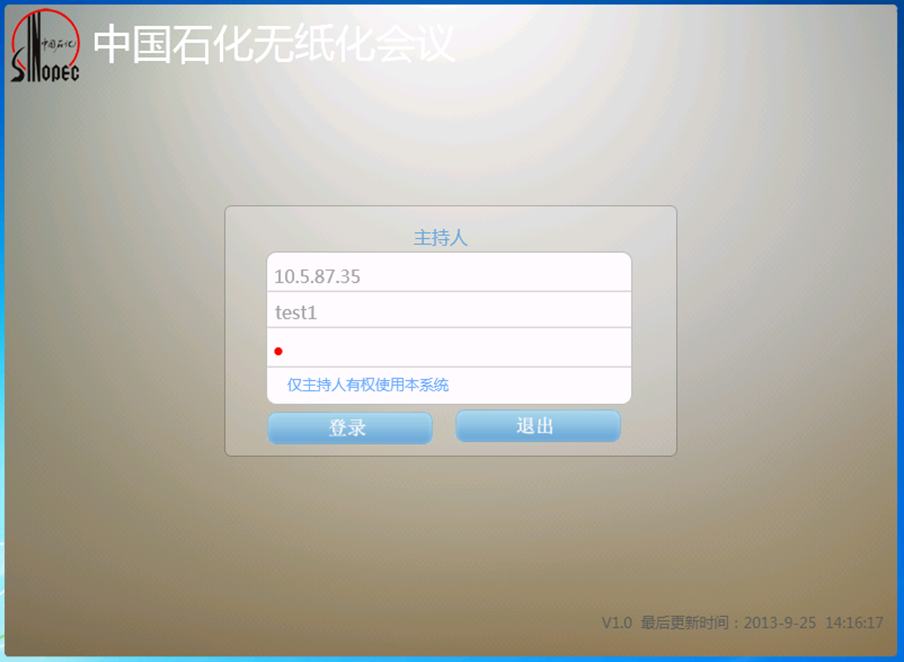 中国石化
SINOPEC
中国石化无纸化会议
主持人
10.5.87.35
test1
仅主持人有权使用本系统
登录 退出
V1.0 最后更新时间：2013-9-25 14:16:17